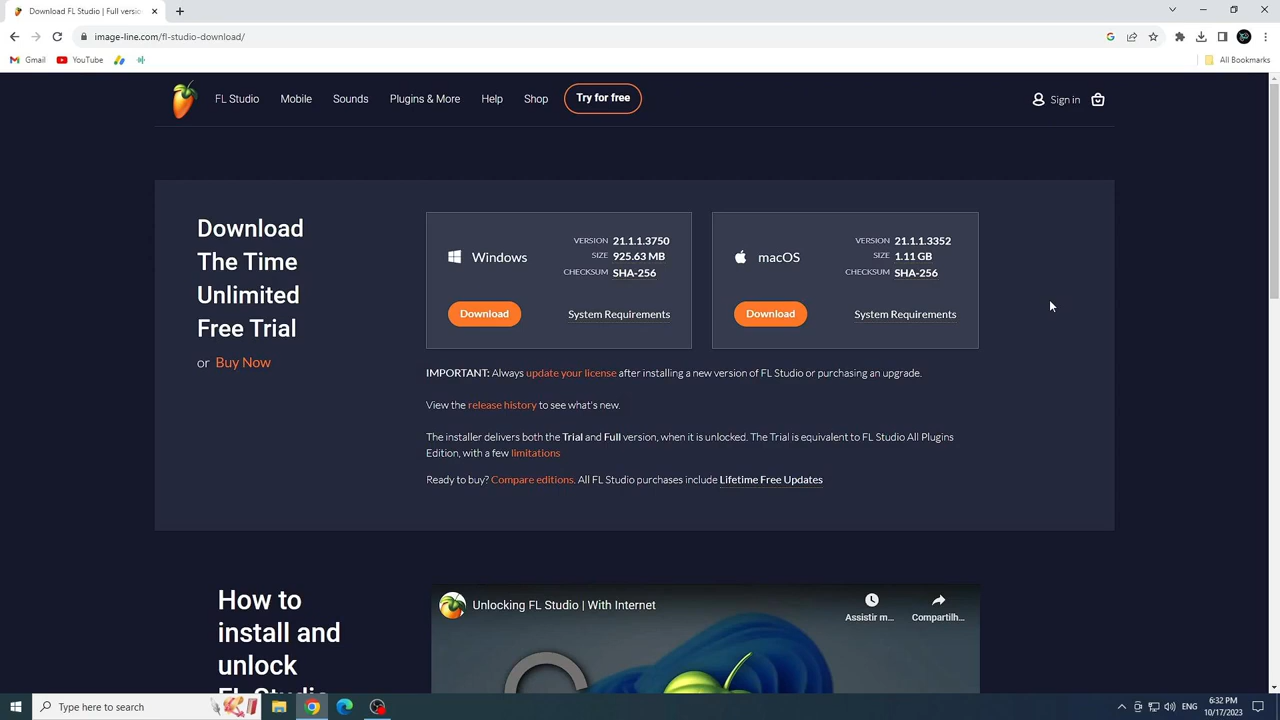 Download FL Studio | Full versio
image-line.com/fl-studio-download/
Gmail
YouTube
All Bookmarks
FL Studio
Mobile
Sounds
Plugins & More
Help
Shop
Try for free
Sign in
Download
The Time
Unlimited
Free Trial
or Buy Now
Windows
VERSION 21.1.1.3750
SIZE 925.63 MB
CHECKSUM SHA-256
Download
System Requirements
macOS
VERSION 21.1.1.3352
SIZE 1.11 GB
CHECKSUM SHA-256
Download
System Requirements
IMPORTANT: Always update your license after installing a new version of FL Studio or purchasing an upgrade.
View the release history to see what's new.
The installer delivers both the Trial and Full version, when it is unlocked. The Trial is equivalent to FL Studio All Plugins
Edition, with a few limitations
Ready to buy? Compare editions. All FL Studio purchases include Lifetime Free Updates
How to
install and
unlock
FL Studio
Unlocking FL Studio | With Internet
Assistir m...
Compartilh...
Type here to search
ENG
6:32 PM
10/17/2023